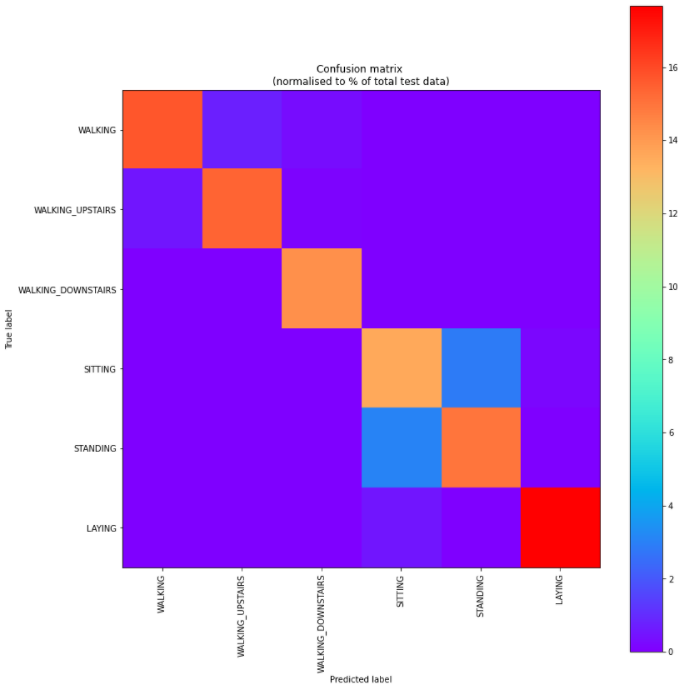 Confusion matrix
(normalised to % of total test data)
True label
WALKING
WALKING_UPSTAIRS
WALKING_DOWNSTAIRS
SITTING
STANDING
LAYING
WALKING
WALKING_UPSTAIRS
WALKING_DOWNSTAIRS
SITTING
STANDING
LAYING
Predicted label
16
14
12
10
8
6
4
2
0